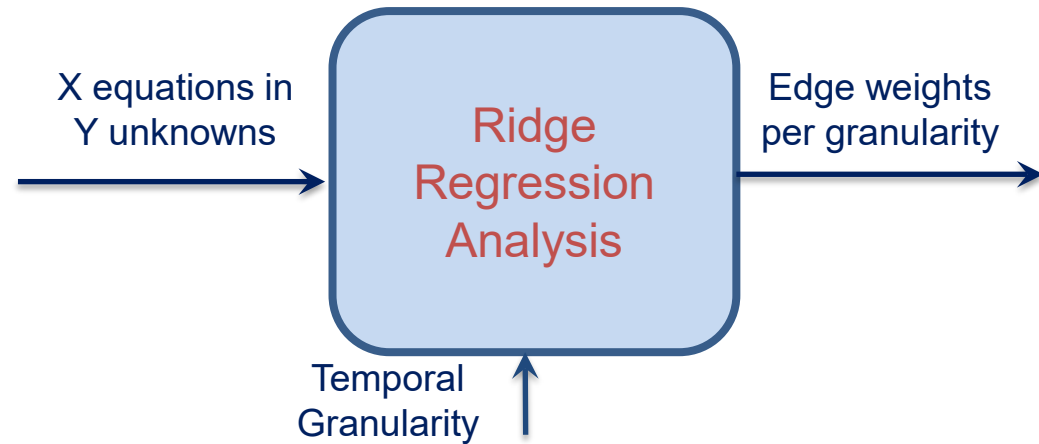 X equations in
Y unknowns
Ridge
Regression
Analysis
Edge weights
per granularity
Temporal
Granularity